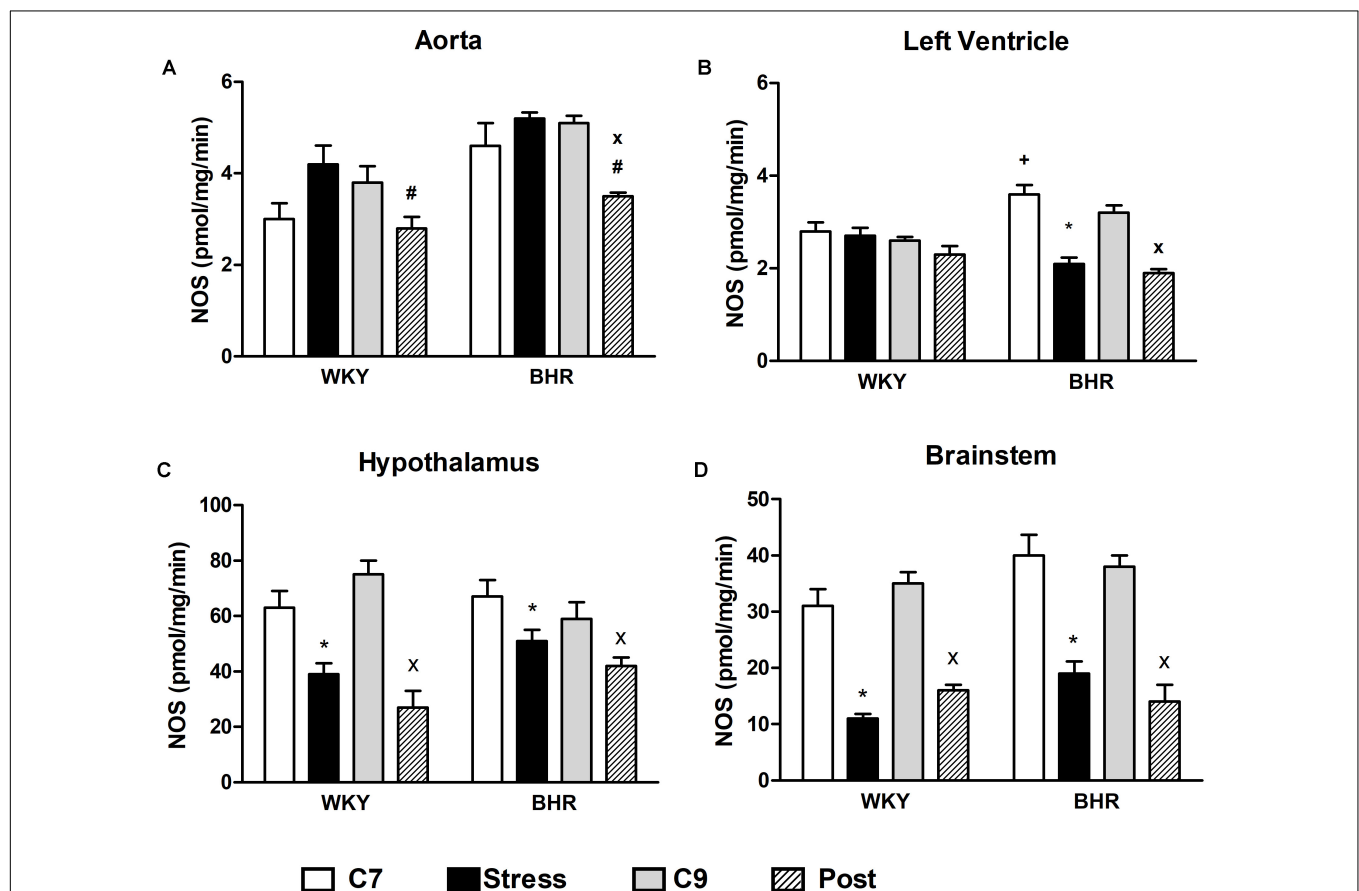 Aorta
A
NOS (pmol/mg/min)
6
4
2
0
#
x
#
WKY
BHR
Left Ventricle
B
NOS (pmol/mg/min)
6
4
2
0
+
*
x
WKY
BHR
Hypothalamus
C
NOS (pmol/mg/min)
100
80
60
40
20
0
*
x
*
x
WKY
BHR
Brainstem
D
NOS (pmol/mg/min)
50
40
30
20
10
0
*
x
*
x
WKY
BHR
C7 Stress C9 Post